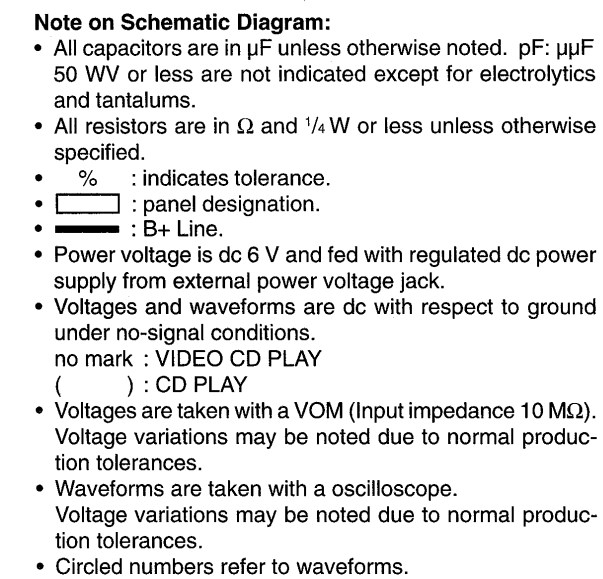 Note on Schematic Diagram:
• All capacitors are in µF unless otherwise noted. pF: µµF
50 WV or less are not indicated except for electrolytics
and tantalums.
• All resistors are in Ω and 1/4 W or less unless otherwise
specified.
• % : indicates tolerance.
• : panel designation.
• : B+ Line.
• Power voltage is dc 6 V and fed with regulated dc power
supply from external power voltage jack.
• Voltages and waveforms are dc with respect to ground
under no-signal conditions.
no mark : VIDEO CD PLAY
( ) : CD PLAY
• Voltages are taken with a VOM (Input impedance 10 MΩ).
Voltage variations may be noted due to normal produc-
tion tolerances.
• Waveforms are taken with a oscilloscope.
Voltage variations may be noted due to normal produc-
tion tolerances.
• Circled numbers refer to waveforms.